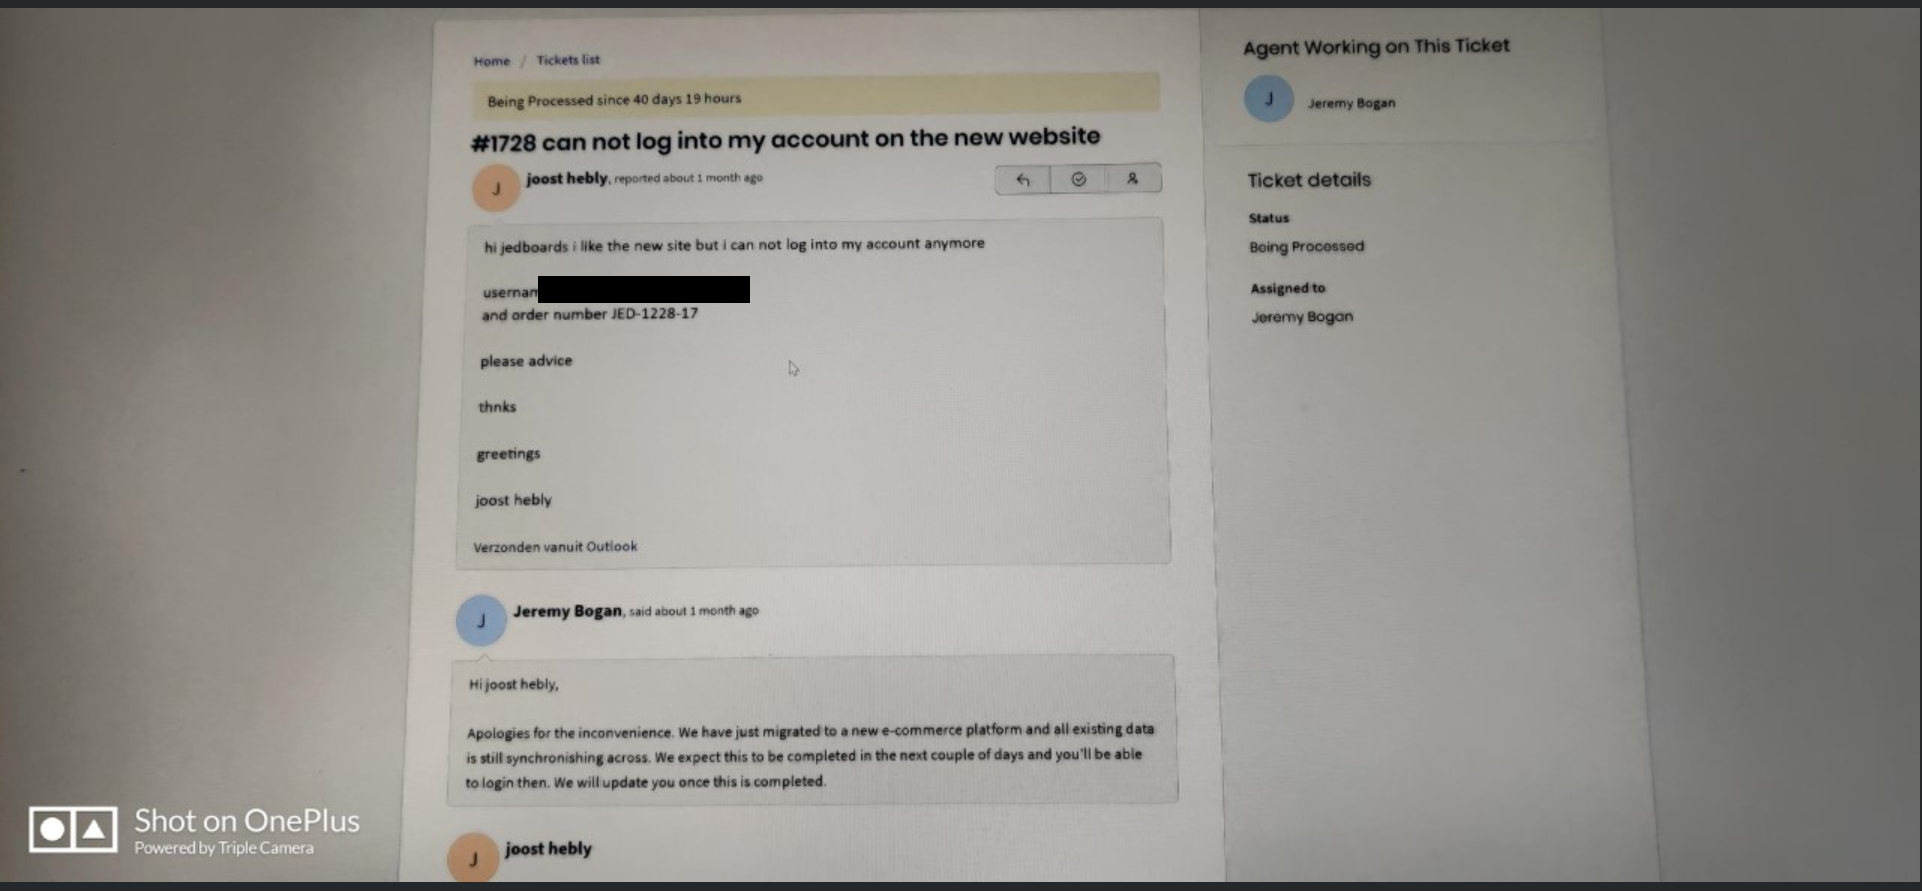 Home / Tickets list
Being Processed since 40 days 19 hours
#1728 can not log into my account on the new website
J
joost hebly, reported about 1 month ago
hi jedboards i like the new site but i can not log into my account anymore
usernam
and order number JED-1228-17
please advice
thnks
greetings
joost hebly
Verzonden vanuit Outlook
J
Jeremy Bogan, said about 1 month ago
Hi joost hebly,
Apologies for the inconvenience. We have just migrated to a new e-commerce platform and all existing data
is still synchronishing across. We expect this to be completed in the next couple of days and you'll be able
to login then. We will update you once this is completed.
J
joost hebly
Agent Working on This Ticket
J
Jeremy Bogan
Ticket details
Status
Being Processed
Assigned to
Jeremy Bogan
Shot on OnePlus
Powered by Triple Camera